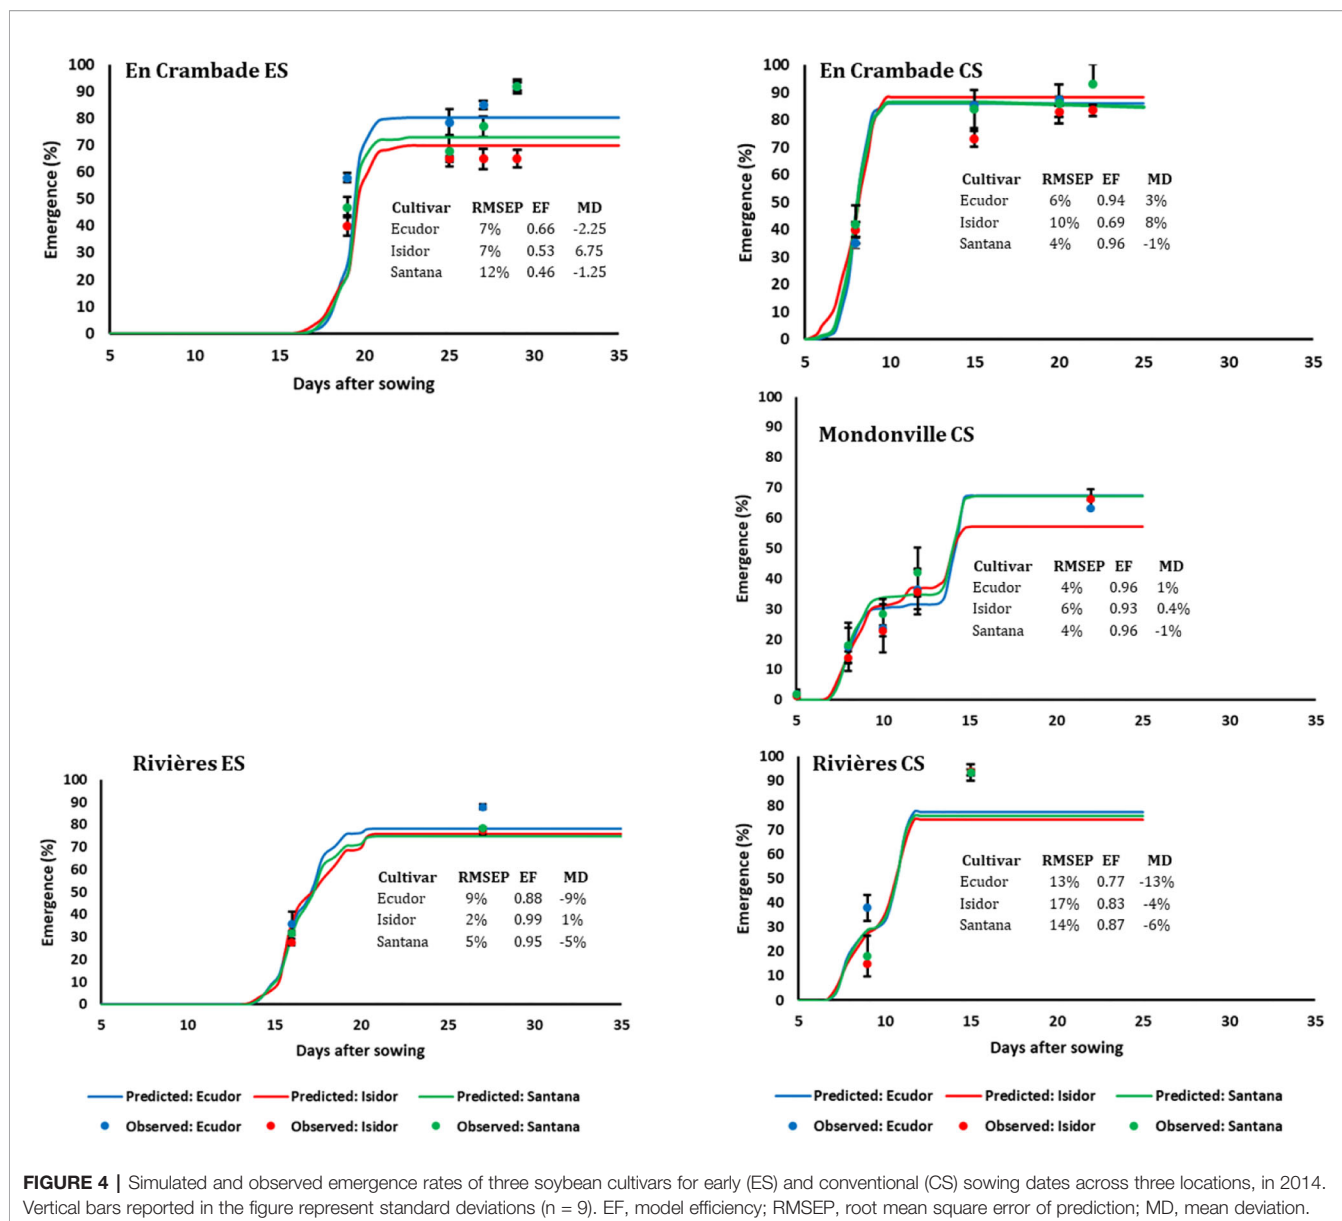 En Crambade ES
Emergence (%)
100
90
80
70
60
50
40
30
20
10
0
5 10 15 20 25 30 35
Days after sowing
Cultivar RMSEP EF MD
Ecudor 7% 0.66 -2.25
Isidor 7% 0.53 6.75
Santana 12% 0.46 -1.25
En Crambade CS
Emergence (%)
100
90
80
70
60
50
40
30
20
10
0
5 10 15 20 25 30 35
Cultivar RMSEP EF MD
Ecudor 6% 0.94 3%
Isidor 10% 0.69 8%
Santana 4% 0.96 -1%
Mondonville CS
Emergence (%)
100
90
80
70
60
50
40
30
20
10
0
5 10 15 20 25 30 35
Cultivar RMSEP EF MD
Ecudor 4% 0.96 1%
Isidor 6% 0.93 0.4%
Santana 4% 0.96 -1%
Rivières ES
Emergence (%)
100
90
80
70
60
50
40
30
20
10
0
5 10 15 20 25 30 35
Days after sowing
Cultivar RMSEP EF MD
Ecudor 9% 0.88 -9%
Isidor 2% 0.99 1%
Santana 5% 0.95 -5%
Rivières CS
Emergence (%)
100
90
80
70
60
50
40
30
20
10
0
5 10 15 20 25 30 35
Days after sowing
Cultivar RMSEP EF MD
Ecudor 13% 0.77 -13%
Isidor 17% 0.83 -4%
Santana 14% 0.87 -6%
Predicted: Ecudor Predicted: Isidor Predicted: Santana
Observed: Ecudor Observed: Isidor Observed: Santana
Predicted: Ecudor Predicted: Isidor Predicted: Santana
Observed: Ecudor Observed: Isidor Observed: Santana
FIGURE 4 | Simulated and observed emergence rates of three soybean cultivars for early (ES) and conventional (CS) sowing dates across three locations, in 2014.
Vertical bars reported in the figure represent standard deviations (n = 9). EF, model efficiency; RMSEP, root mean square error of prediction; MD, mean deviation.